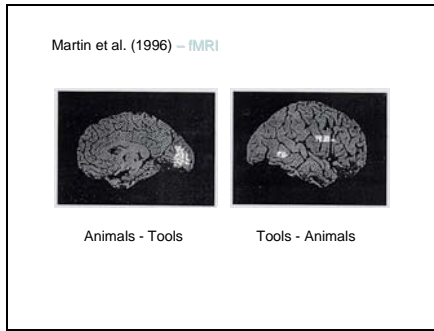 Martin et al. (1996) – fMRI
Animals - Tools
Tools - Animals